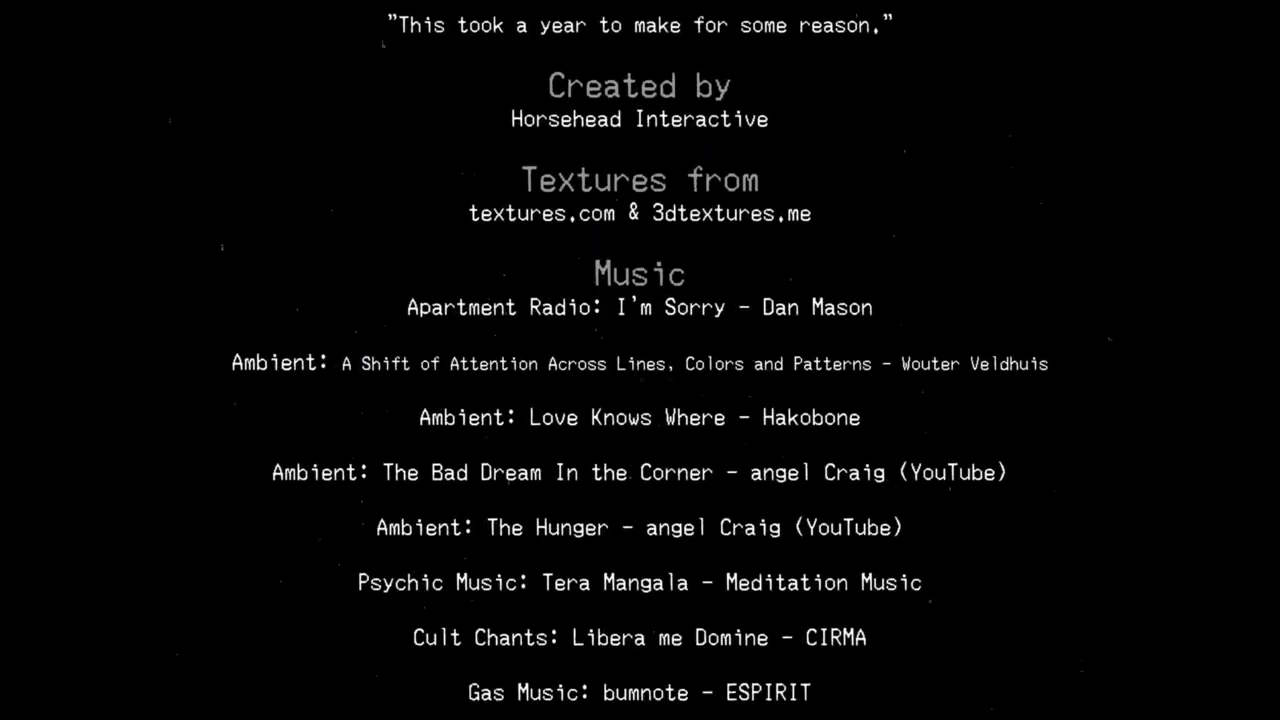 "This took a year to make for some reason."
Created by
Horsehead Interactive
Textures from
textures.com & 3dtextures.me
Music
Apartment Radio: I'm Sorry - Dan Mason
Ambient: A Shift of Attention Across Lines, Colors and Patterns - Wouter Veldhuis
Ambient: Love Knows Where - Hakobone
Ambient: The Bad Dream In the Corner - angel Craig (YouTube)
Ambient: The Hunger - angel Craig (YouTube)
Psychic Music: Tera Mangala - Meditation Music
Cult Chants: Libera me Domine - CIRMA
Gas Music: bumnote - ESPIRIT